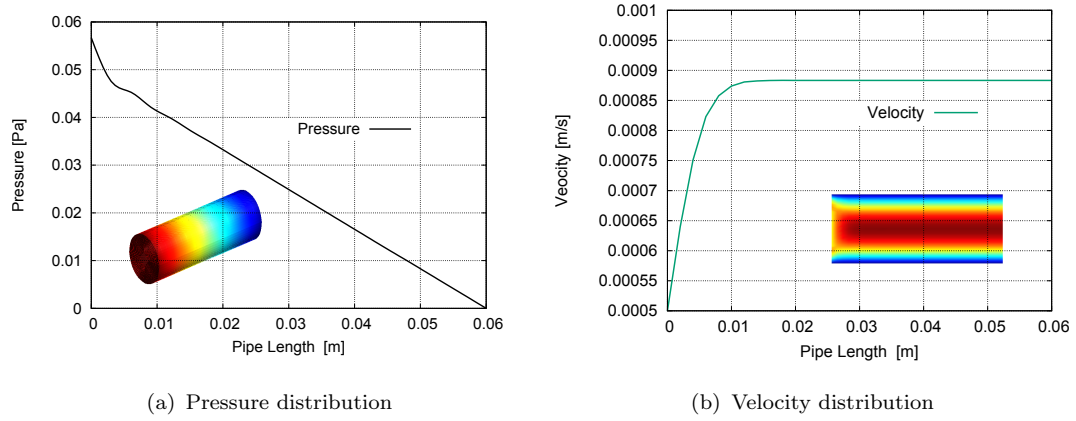 0.06
0.05
0.04
0.03
0.02
0.01
0
Pressure [Pa]
Pressure
0 0.01 0.02 0.03 0.04 0.05 0.06
Pipe Length [m]
(a) Pressure distribution
0.001
0.00095
0.0009
0.00085
0.0008
0.00075
0.0007
0.00065
0.0006
0.00055
0.0005
Veocity [m/s]
Velocity
0 0.01 0.02 0.03 0.04 0.05 0.06
Pipe Length [m]
(b) Velocity distribution